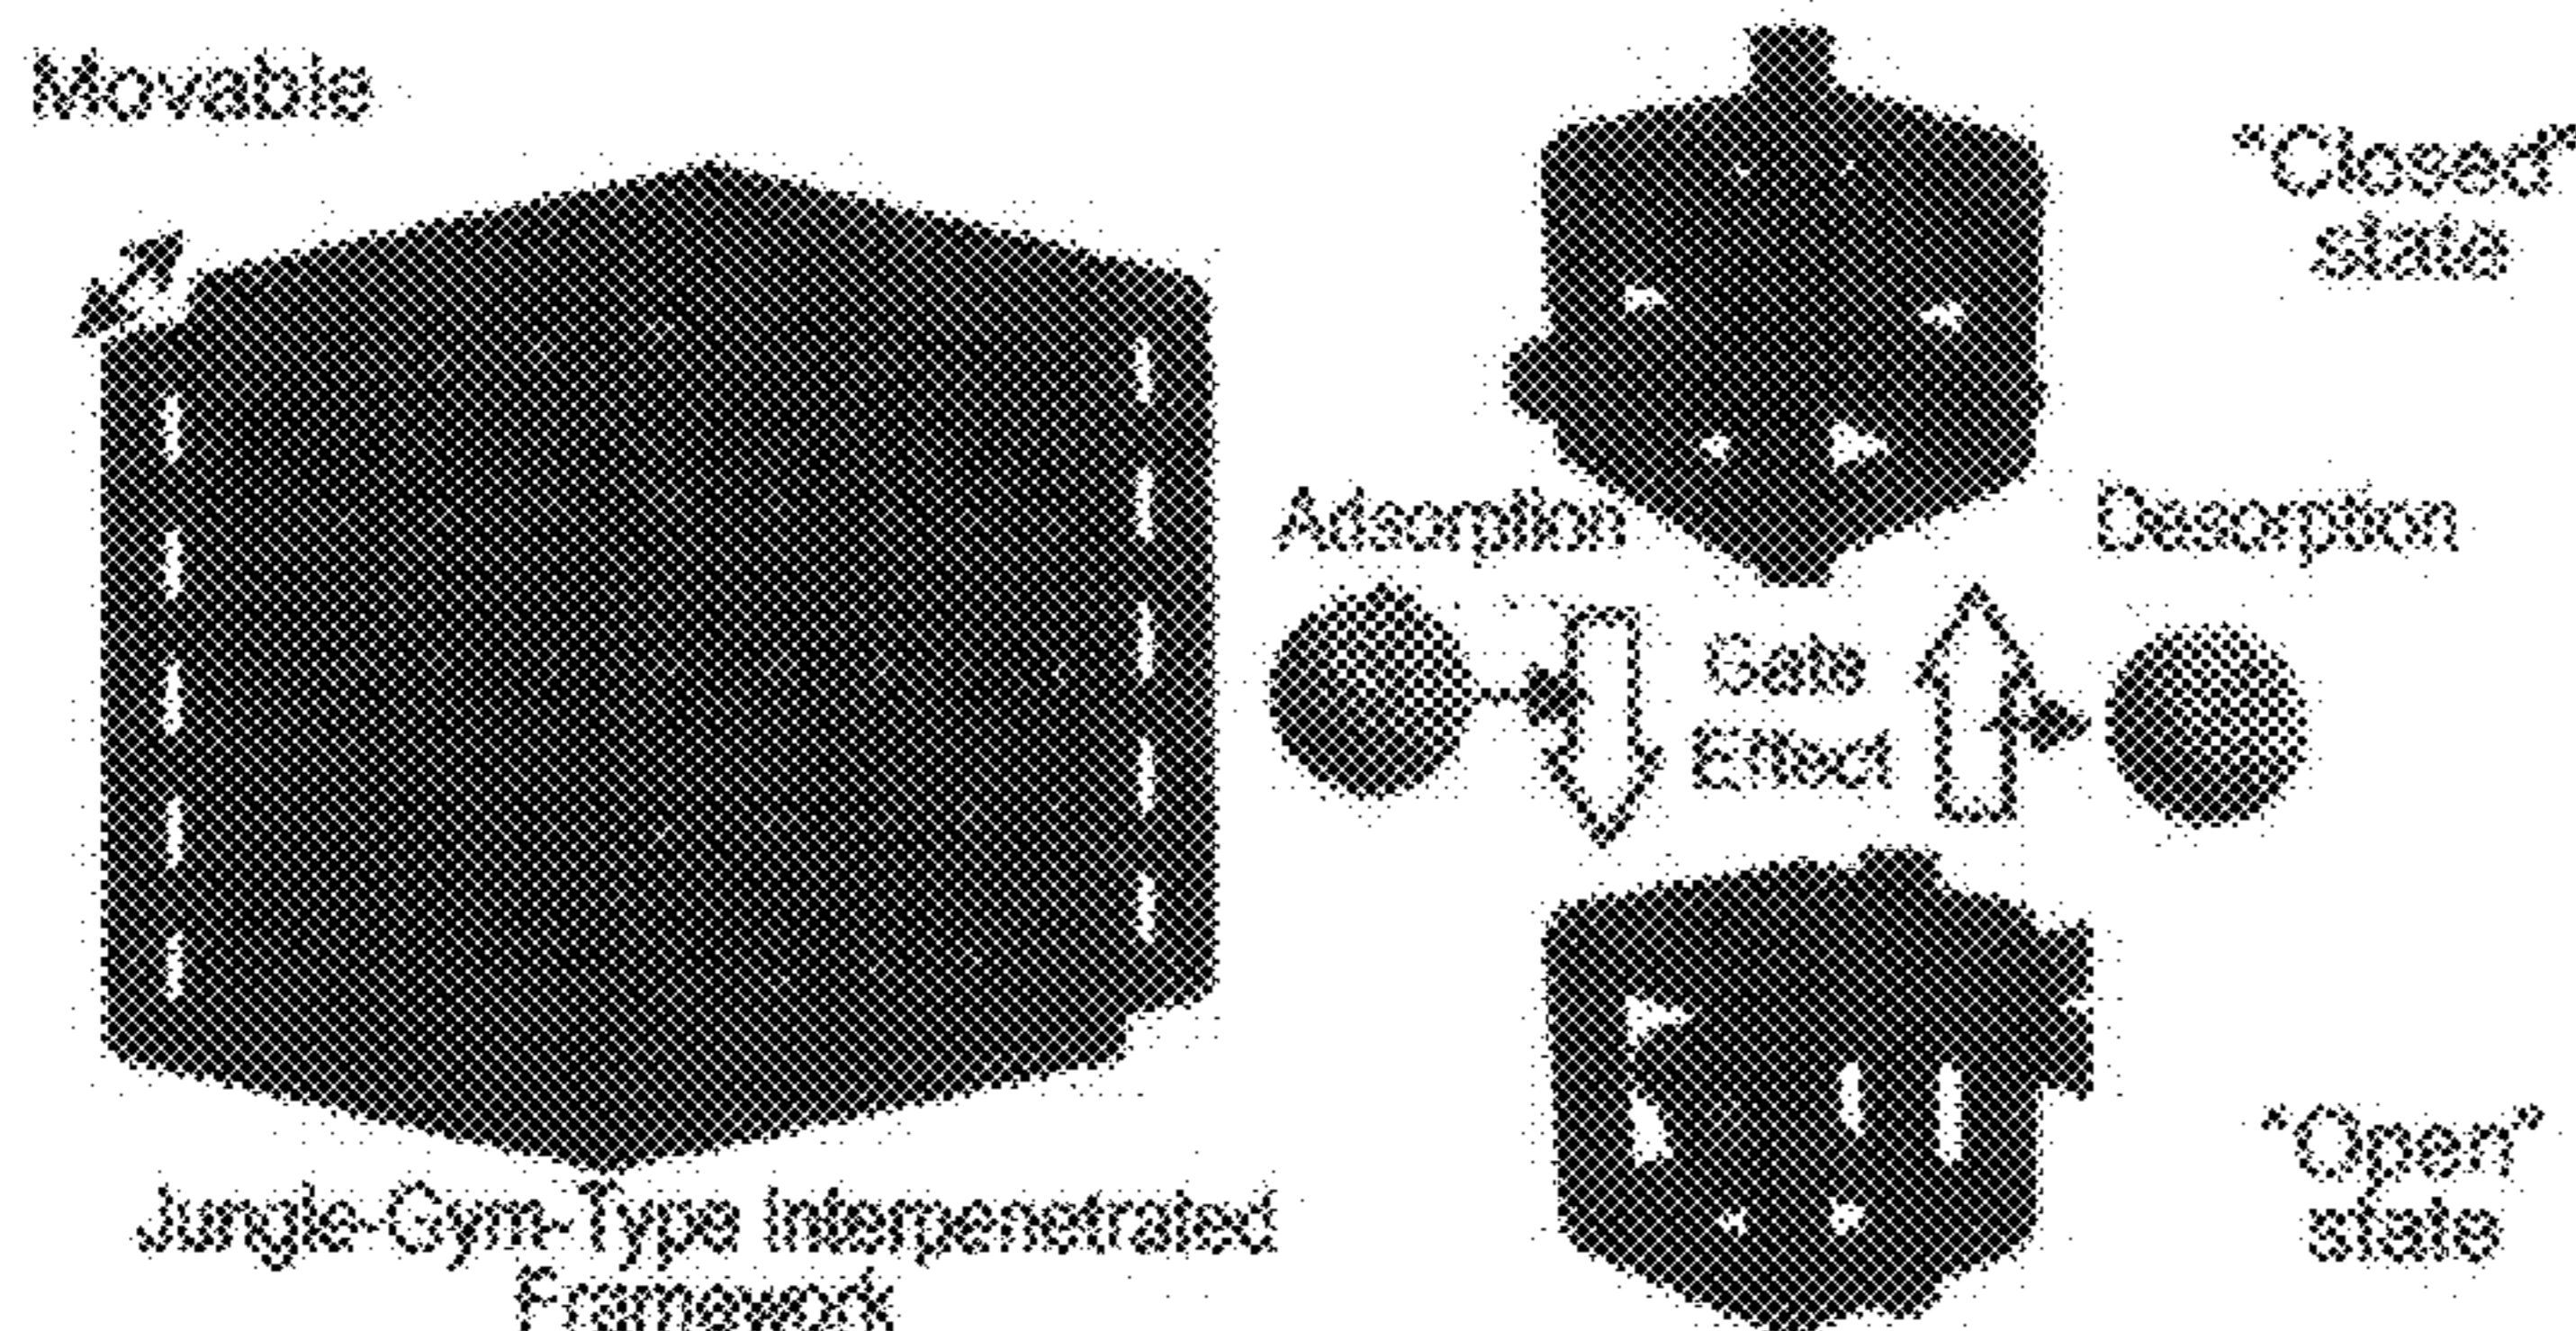 Movable
"Closed"
state
Adsorption
Desorption
Gate
Effect
"Open"
state
Jungle-Gym-Type Interpenetrated
Framework